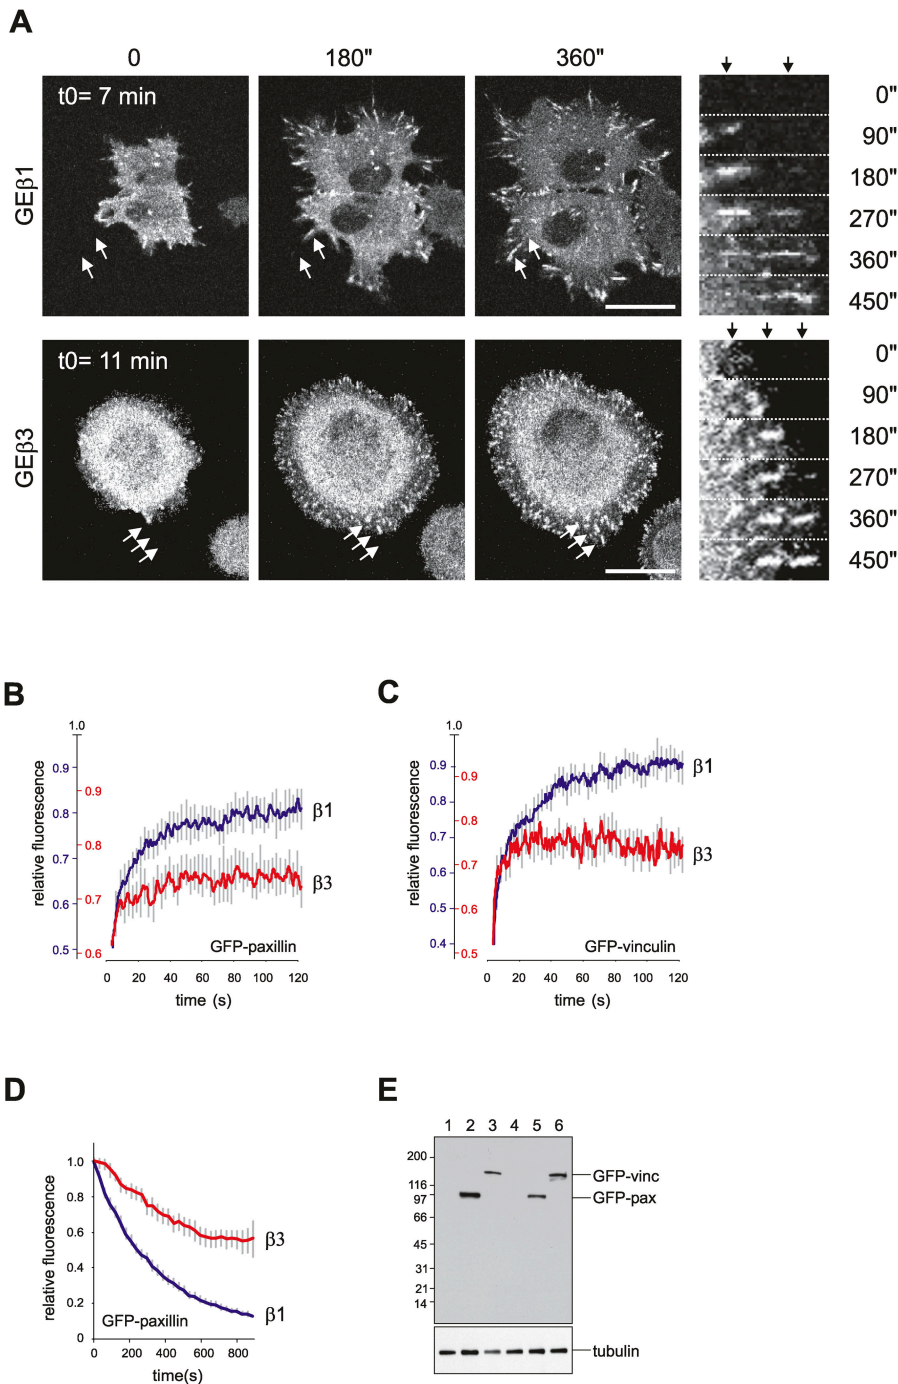 A
0 180" 360"
t0= 7 min
GEβ1
0"
90"
180"
270"
360"
450"
t0= 11 min
GEβ3
0"
90"
180"
270"
360"
450"
B
1.0
relative fluorescence
0.9
0.8
0.7
0.6
0.5
0.9
0.8
0.7
0.6
β1
β3
GFP-paxillin
0 20 40 60 80 100 120
time (s)
C
1.0
relative fluorescence
0.9
0.8
0.7
0.6
0.5
0.4
0.9
0.8
0.7
0.6
0.5
β1
β3
GFP-vinculin
0 20 40 60 80 100 120
time (s)
D
relative fluorescence
1.0
0.8
0.6
0.4
0.2
0
β3
β1
GFP-paxillin
0 200 400 600 800
time(s)
E
1 2 3 4 5 6
200
116
97
66
45
31
21
14
GFP-vinc
GFP-pax
tubulin